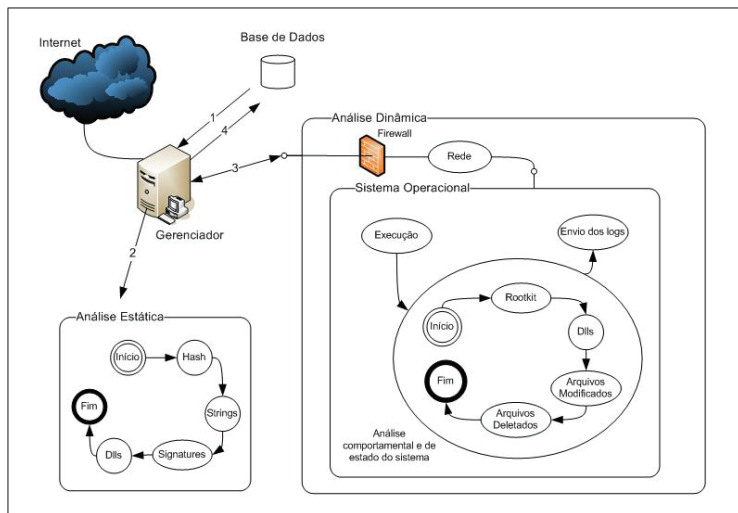 Internet
Base de Dados
1
4
3
Gerenciador
2
Análise Dinâmica
Firewall
Rede
Sistema Operacional
Execução
Envio dos logs
Início
Rootkit
Dlls
Arquivos
Modificados
Arquivos
Deletados
Fim
Análise
comportamental e de
estado do sistema
Análise Estática
Início
Hash
Strings
Signatures
Dlls
Fim